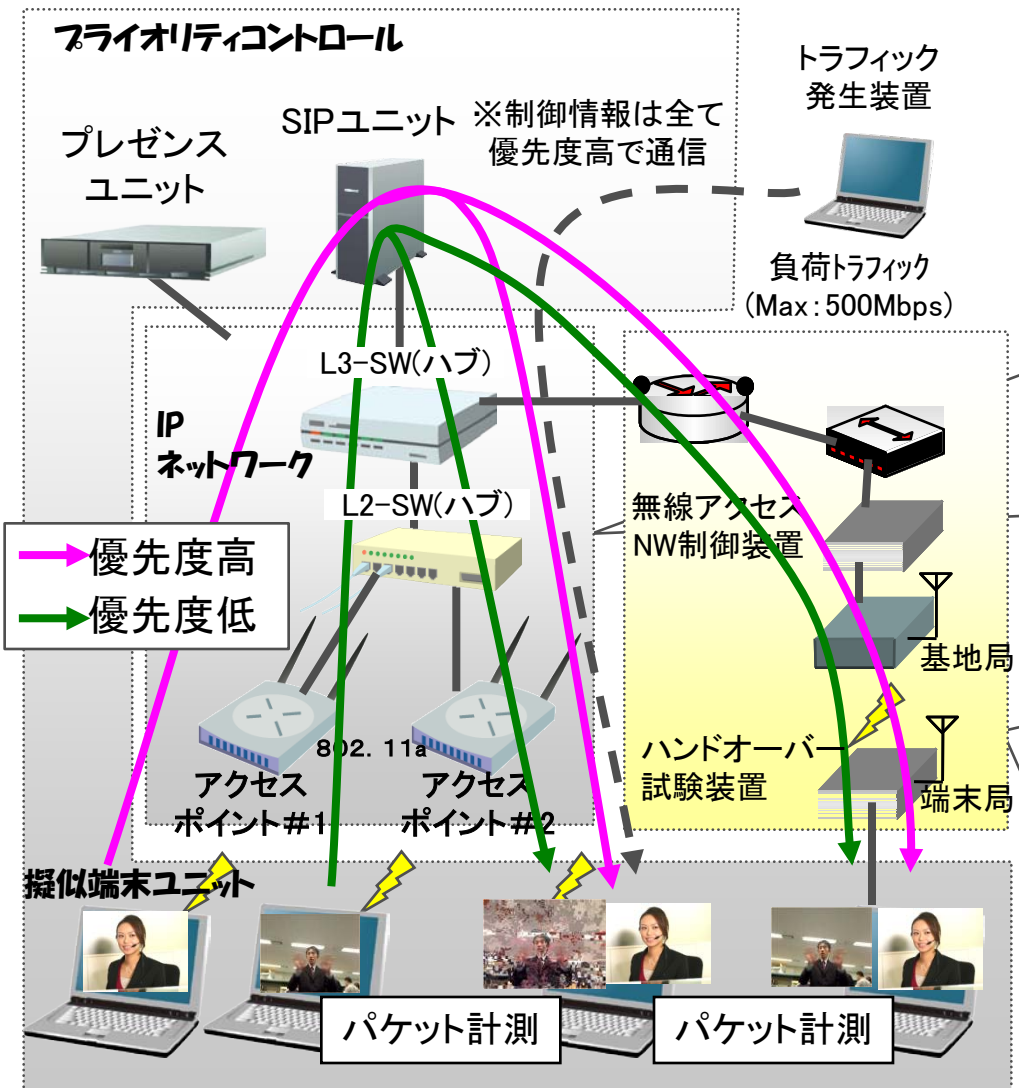 プライオリティコントロール
トラフィック
発生装置
SIPユニット
※制御情報は全て
優先度高で通信
プレゼンス
ユニット
負荷トラフィック
(Max:500Mbps)
L3-SW(ハブ)
IP
ネットワーク
L2-SW(ハブ)
無線アクセス
NW制御装置
優先度高
優先度低
基地局
802.11a
ハンドオーバー
試験装置
アクセス
ポイント#1
アクセス
ポイント#2
端末局
擬似端末ユニット
パケット計測
パケット計測